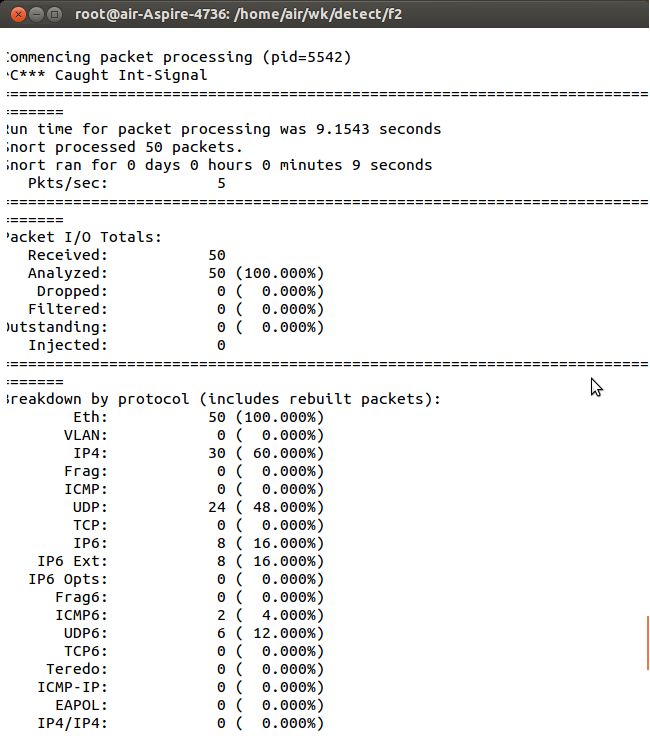 root@air-Aspire-4736: /home/air/wk/detect/f2
Commencing packet processing (pid=5542)
^C*** Caught Int-Signal
===============================================================================
Run time for packet processing was 9.1543 seconds
Snort processed 50 packets.
Snort ran for 0 days 0 hours 0 minutes 9 seconds
   Pkts/sec:            5
===============================================================================
Packet I/O Totals:
   Received:           50
   Analyzed:           50 (100.000%)
    Dropped:            0 (  0.000%)
   Filtered:            0 (  0.000%)
Outstanding:            0 (  0.000%)
   Injected:            0
===============================================================================
Breakdown by protocol (includes rebuilt packets):
        Eth:           50 (100.000%)
       VLAN:            0 (  0.000%)
        IP4:           30 ( 60.000%)
       Frag:            0 (  0.000%)
       ICMP:            0 (  0.000%)
        UDP:           24 ( 48.000%)
        TCP:            0 (  0.000%)
        IP6:            8 ( 16.000%)
    IP6 Ext:            8 ( 16.000%)
   IP6 Opts:            0 (  0.000%)
      Frag6:            0 (  0.000%)
      ICMP6:            2 (  4.000%)
       UDP6:            6 ( 12.000%)
       TCP6:            0 (  0.000%)
     Teredo:            0 (  0.000%)
    ICMP-IP:            0 (  0.000%)
      EAPOL:            0 (  0.000%)
    IP4/IP4:            0 (  0.000%)